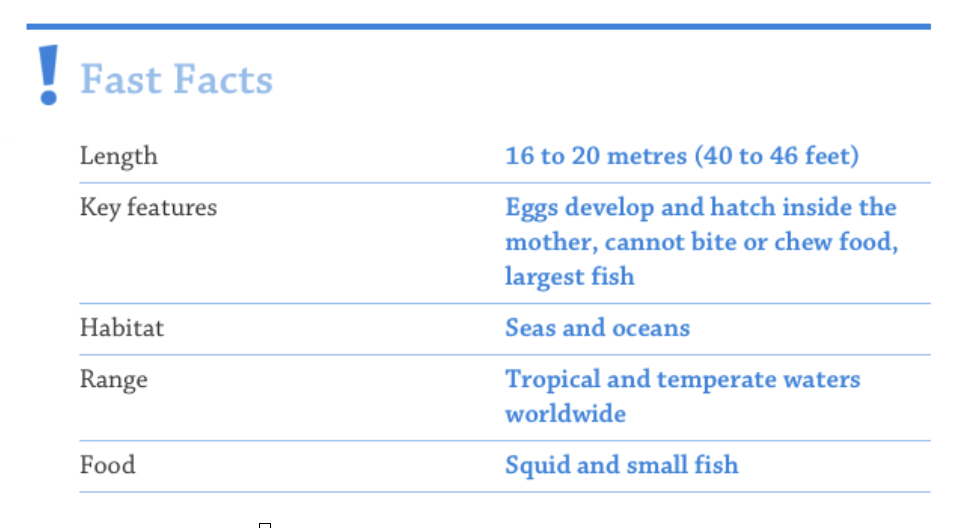 ! Fast Facts
Length 16 to 20 metres (40 to 46 feet)
Key features Eggs develop and hatch inside the
mother, cannot bite or chew food,
largest fish
Habitat Seas and oceans
Range Tropical and temperate waters
worldwide
Food Squid and small fish